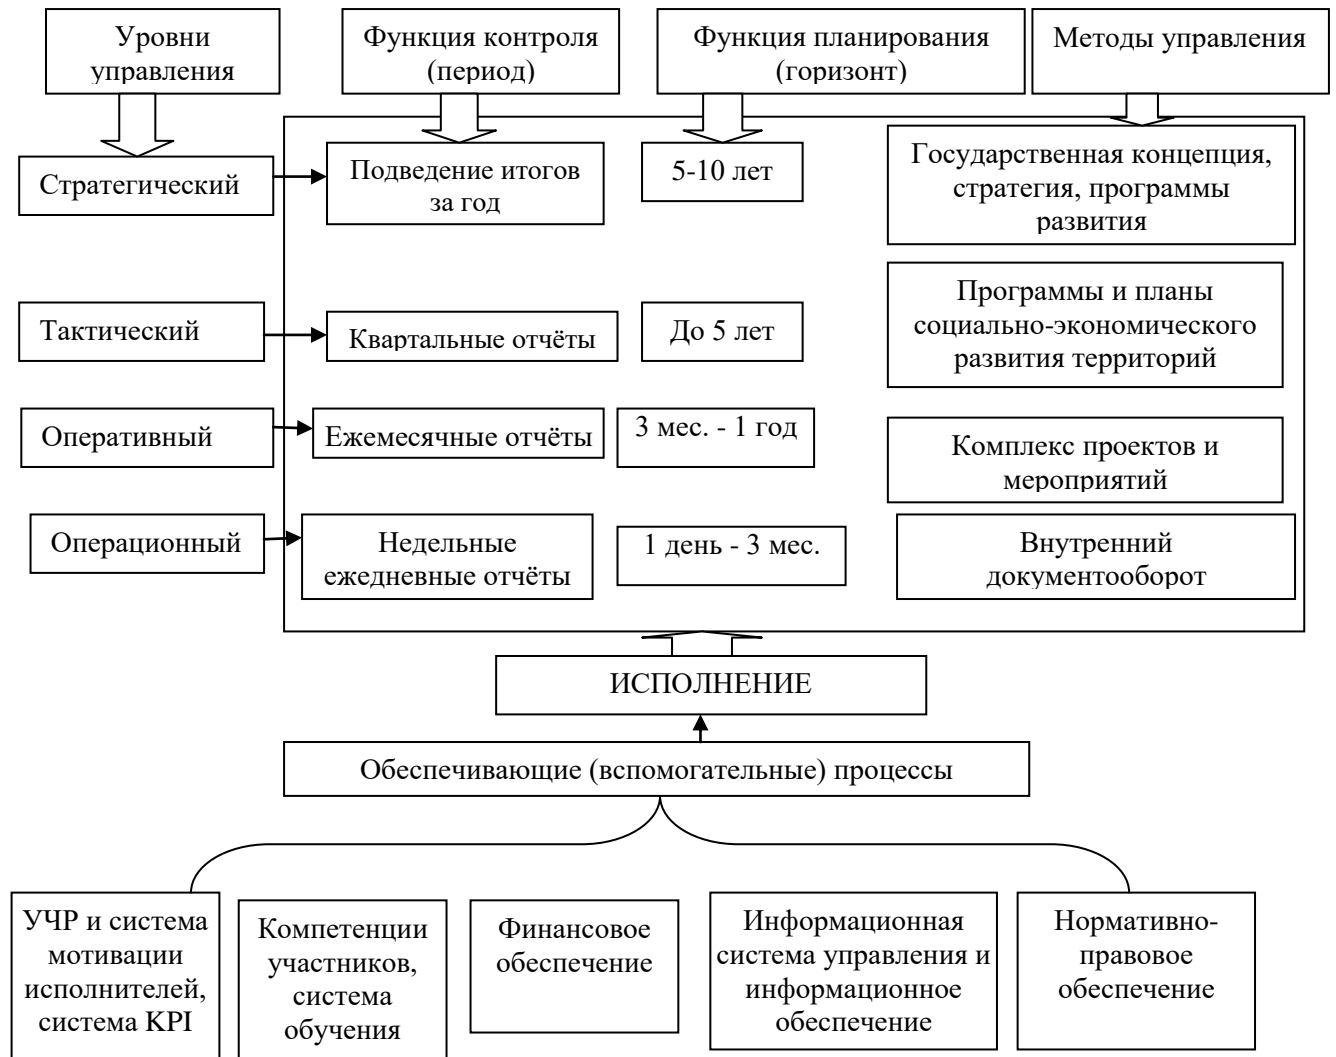 Уровни
управления
Функция контроля
(период)
Функция планирования
(горизонт)
Методы управления
Стратегический
Подведение итогов
за год
5-10 лет
Государственная концепция,
стратегия, программы
развития
Тактический
Квартальные отчёты
До 5 лет
Программы и планы
социально-экономического
развития территорий
Оперативный
Ежемесячные отчёты
3 мес. - 1 год
Комплекс проектов и
мероприятий
Операционный
Недельные
ежедневные отчёты
1 день - 3 мес.
Внутренний
документооборот
ИСПОЛНЕНИЕ
Обеспечивающие (вспомогательные) процессы
УЧР и система
мотивации
исполнителей,
система KPI
Компетенции
участников,
система
обучения
Финансовое
обеспечение
Информационная
система управления и
информационное
обеспечение
Нормативно-
правовое
обеспечение